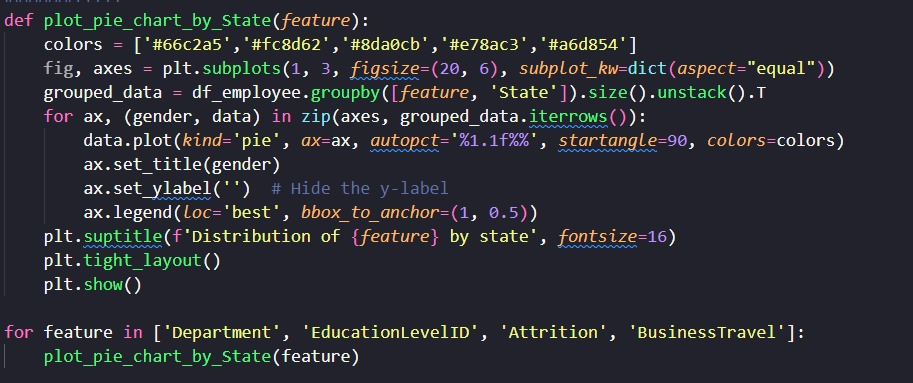 def plot_pie_chart_by_State(feature):
    colors = ['#66c2a5','#fc8d62','#8da0cb','#e78ac3','#a6d854']
    fig, axes = plt.subplots(1, 3, figsize=(20, 6), subplot_kw=dict(aspect="equal"))
    grouped_data = df_employee.groupby([feature, 'State']).size().unstack().T
    for ax, (gender, data) in zip(axes, grouped_data.iterrows()):
        data.plot(kind='pie', ax=ax, autopct='%1.1f%%', startangle=90, colors=colors)
        ax.set_title(gender)
        ax.set_ylabel('')  # Hide the y-label
        ax.legend(loc='best', bbox_to_anchor=(1, 0.5))
    plt.suptitle(f'Distribution of {feature} by state', fontsize=16)
    plt.tight_layout()
    plt.show()
for feature in ['Department', 'EducationLevelID', 'Attrition', 'BusinessTravel']:
    plot_pie_chart_by_State(feature)